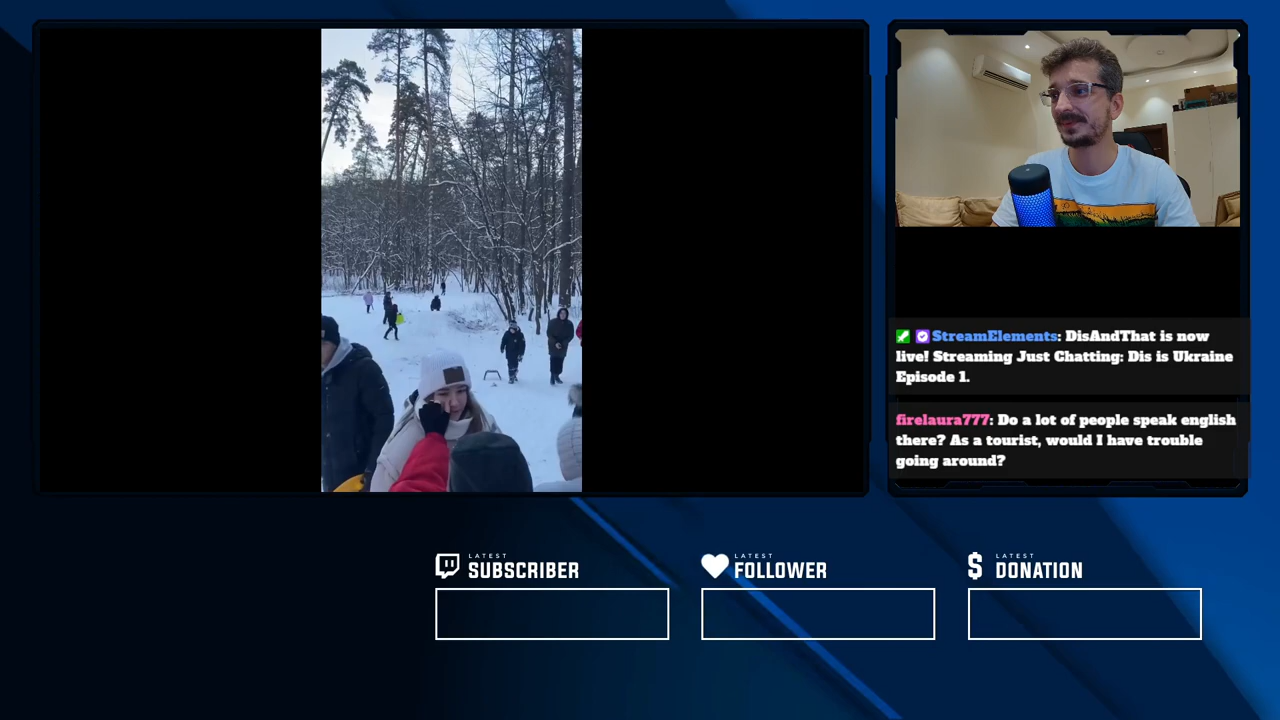 StreamElements: DisAndThat is now
live! Streaming Just Chatting: Dis is Ukraine
Episode 1.
firelaura777: Do a lot of people speak english
there? As a tourist, would I have trouble
going around?
LATEST
SUBSCRIBER
LATEST
FOLLOWER
$ LATEST
DONATION